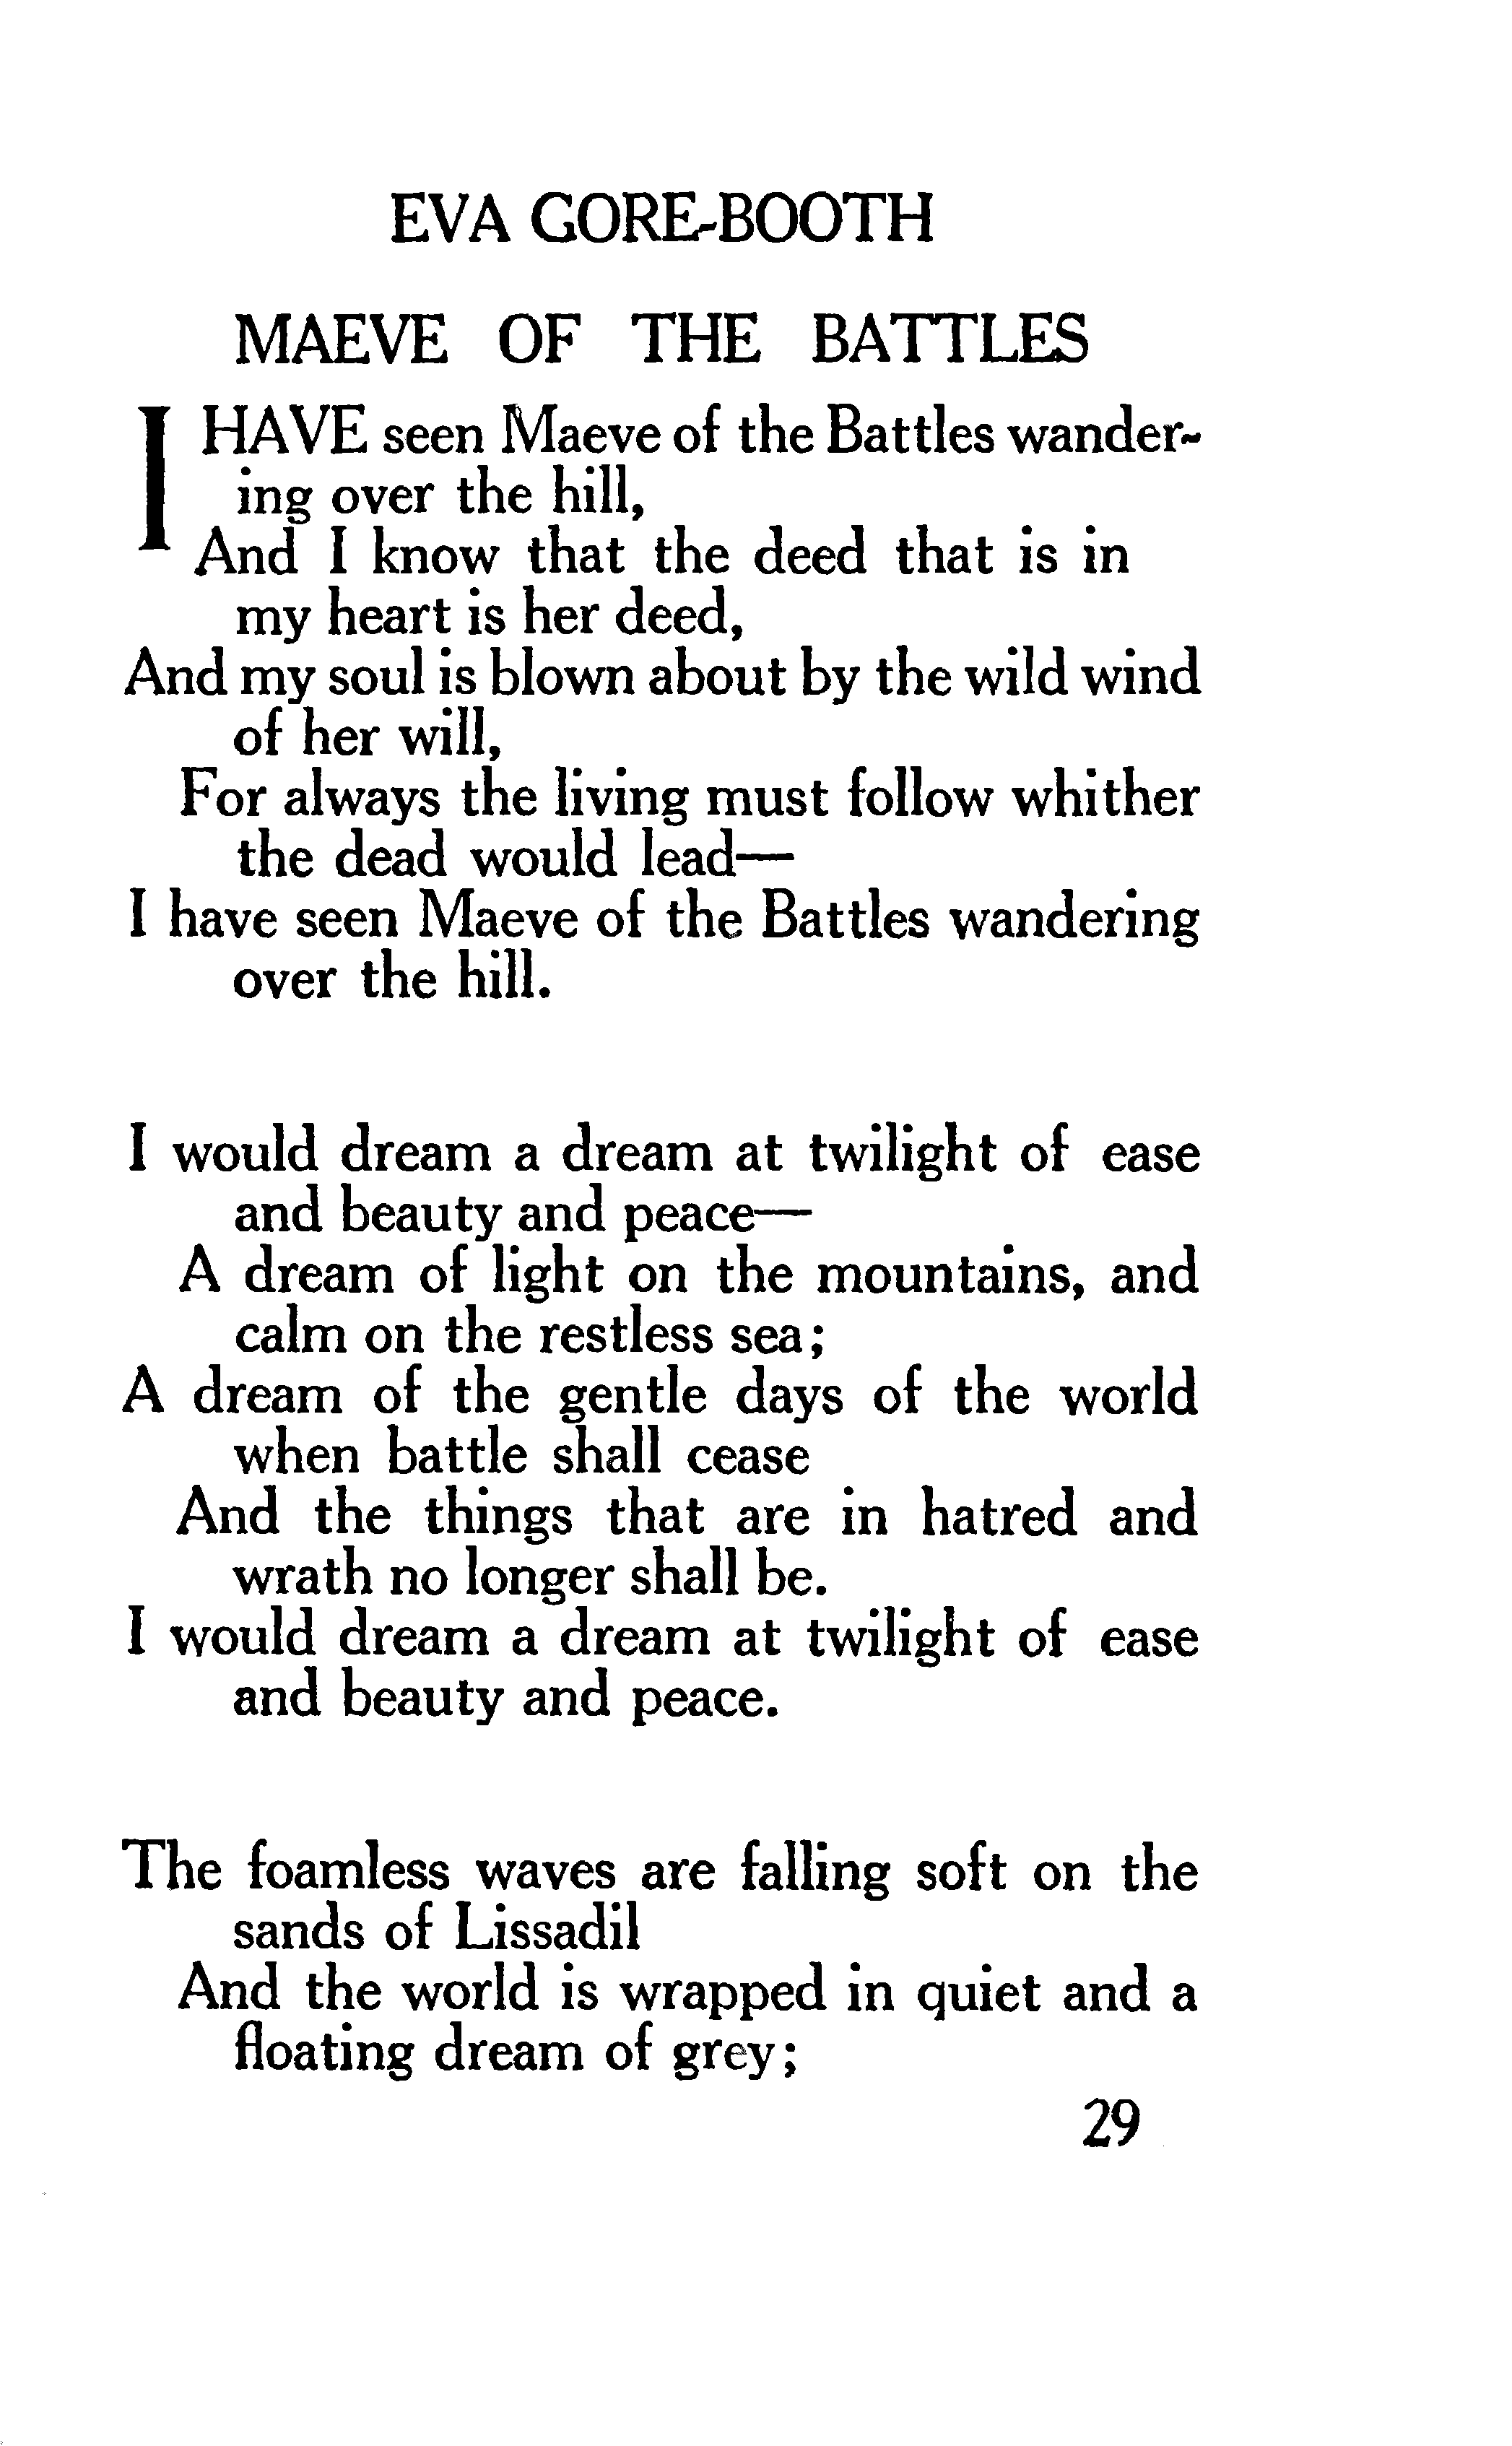 EVA GORE-BOOTH
MAEVE OF THE BATTLES
I HAVE seen Maeve of the Battles wander-
ing over the hill,
And I know that the deed that is in
my heart is her deed,
And my soul is blown about by the wild wind
of her will,
For always the living must follow whither
the dead would lead—
I have seen Maeve of the Battles wandering
over the hill.
I would dream a dream at twilight of ease
and beauty and peace—
A dream of light on the mountains, and
calm on the restless sea;
A dream of the gentle days of the world
when battle shall cease
And the things that are in hatred and
wrath no longer shall be.
I would dream a dream at twilight of ease
and beauty and peace.
The foamless waves are falling soft on the
sands of Lissadil
And the world is wrapped in quiet and a
floating dream of grey;
29